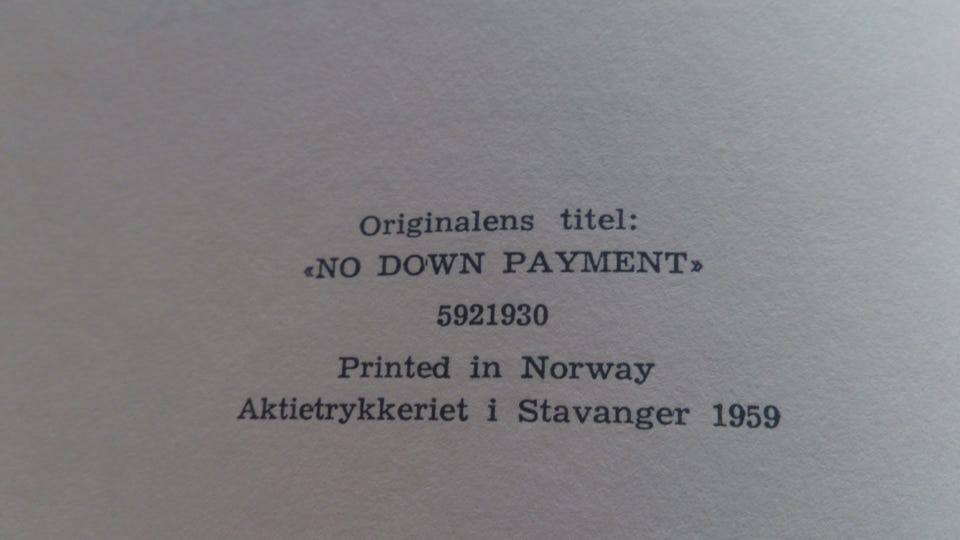 Originalens titel:
«NO DOWN PAYMENT»
5921930
Printed in Norway
Aktietrykkeriet i Stavanger 1959